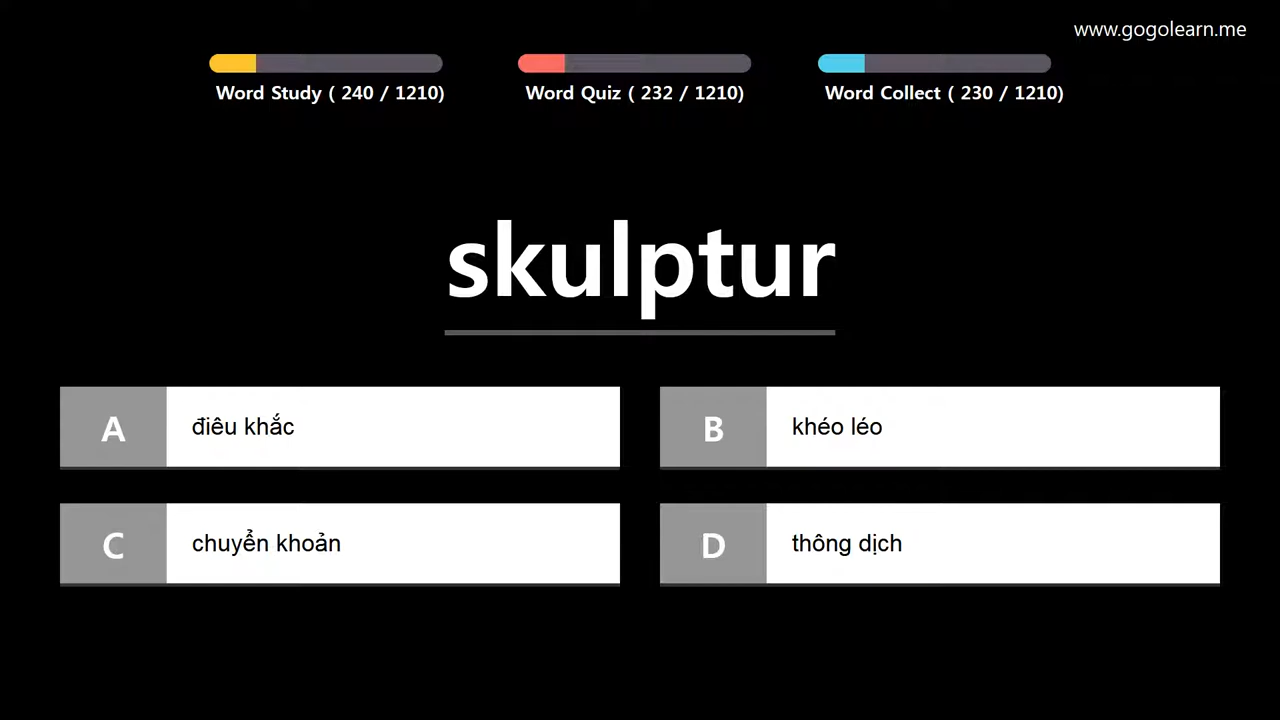 www.gogolearn.me
Word Study ( 240 / 1210)
Word Quiz ( 232 / 1210)
Word Collect ( 230 / 1210)
skulptur
A điêu khắc
B khéo léo
C chuyển khoản
D thông dịch